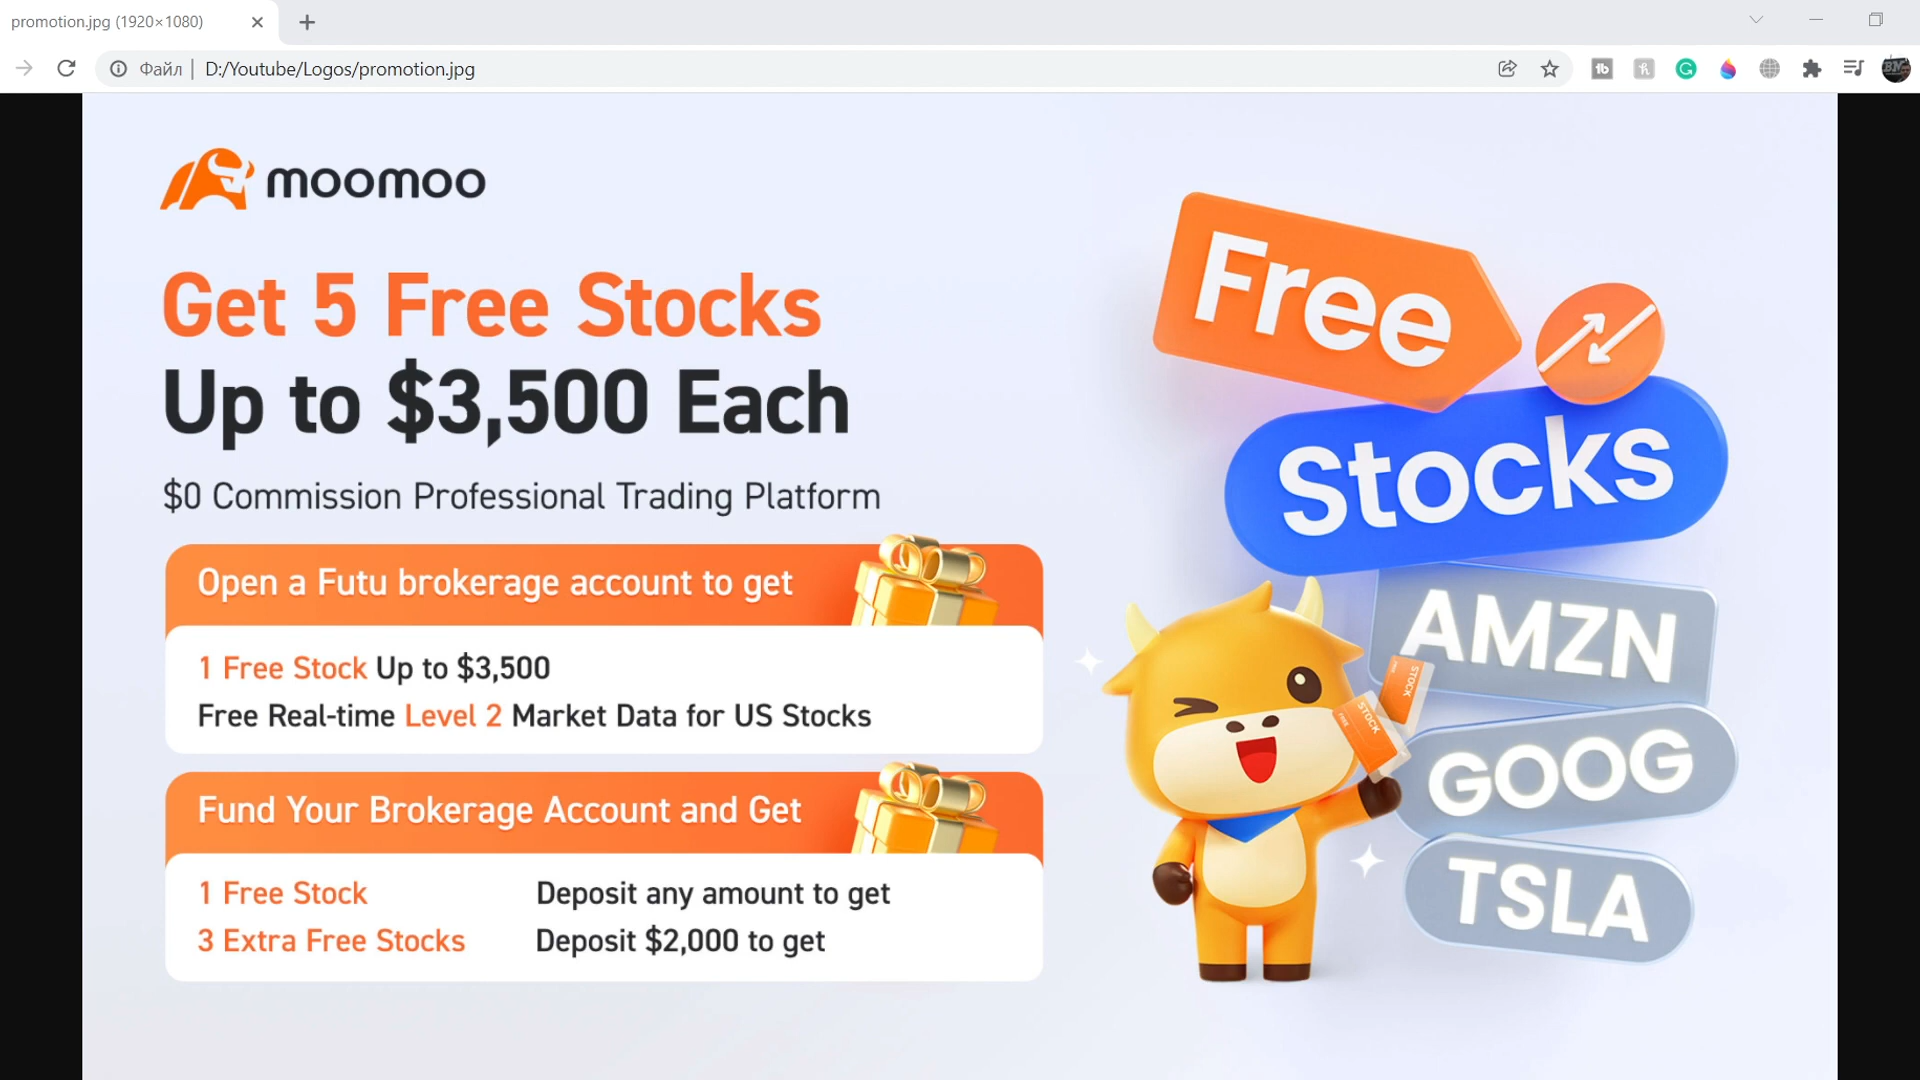 promotion.jpg (1920×1080)
Файл
D:/Youtube/Logos/promotion.jpg
moomoo
Get 5 Free Stocks
Up to $3,500 Each
$0 Commission Professional Trading Platform
Open a Futu brokerage account to get
1 Free Stock Up to $3,500
Free Real-time Level 2 Market Data for US Stocks
Fund Your Brokerage Account and Get
1 Free Stock Deposit any amount to get
3 Extra Free Stocks Deposit $2,000 to get
Free
Stocks
AMZN
GOOG
TSLA
STOCK
STOCK